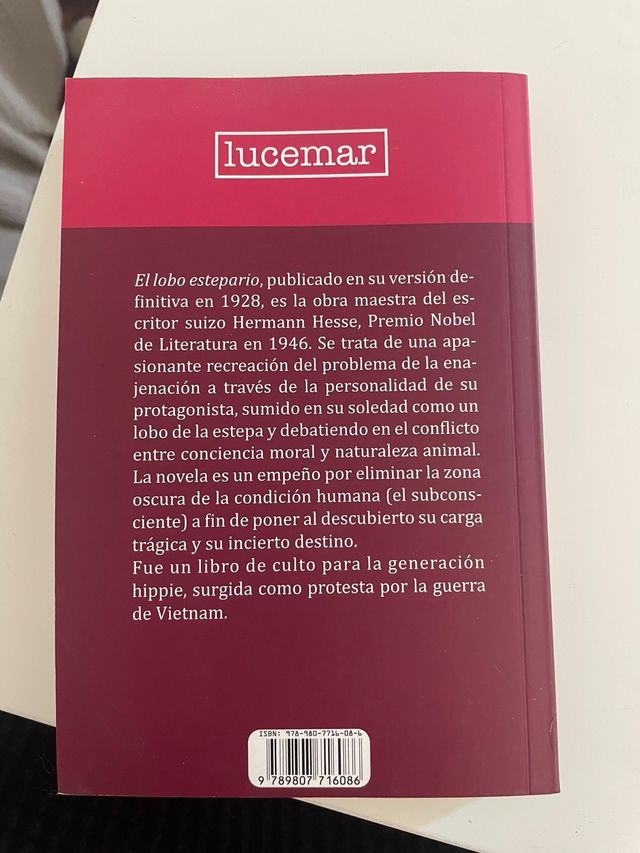 lucemar
El lobo estepario, publicado en su versión de-
finitiva en 1928, es la obra maestra del es-
critor suizo Hermann Hesse, Premio Nobel
de Literatura en 1946. Se trata de una apa-
sionante recreación del problema de la ena-
jenación a través de la personalidad de su
protagonista, sumido en su soledad como un
lobo de la estepa y debatiendo en el conflicto
entre conciencia moral y naturaleza animal.
La novela es un empeño por eliminar la zona
oscura de la condición humana (el subcons-
ciente) a fin de poner al descubierto su carga
trágica y su incierto destino.
Fue un libro de culto para la generación
hippie, surgida como protesta por la guerra
de Vietnam.
ISBN: 978-980-7716-08-6
9 789807 716086